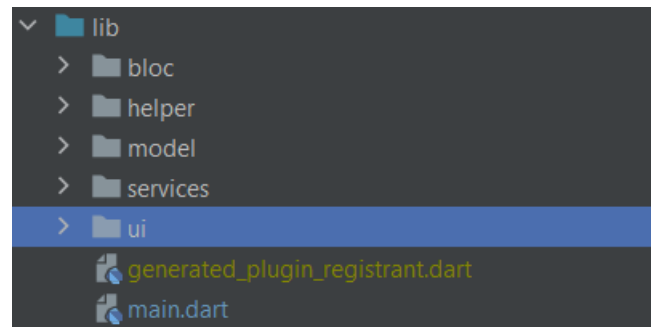 lib
bloc
helper
model
services
ui
generated_plugin_registrant.dart
main.dart